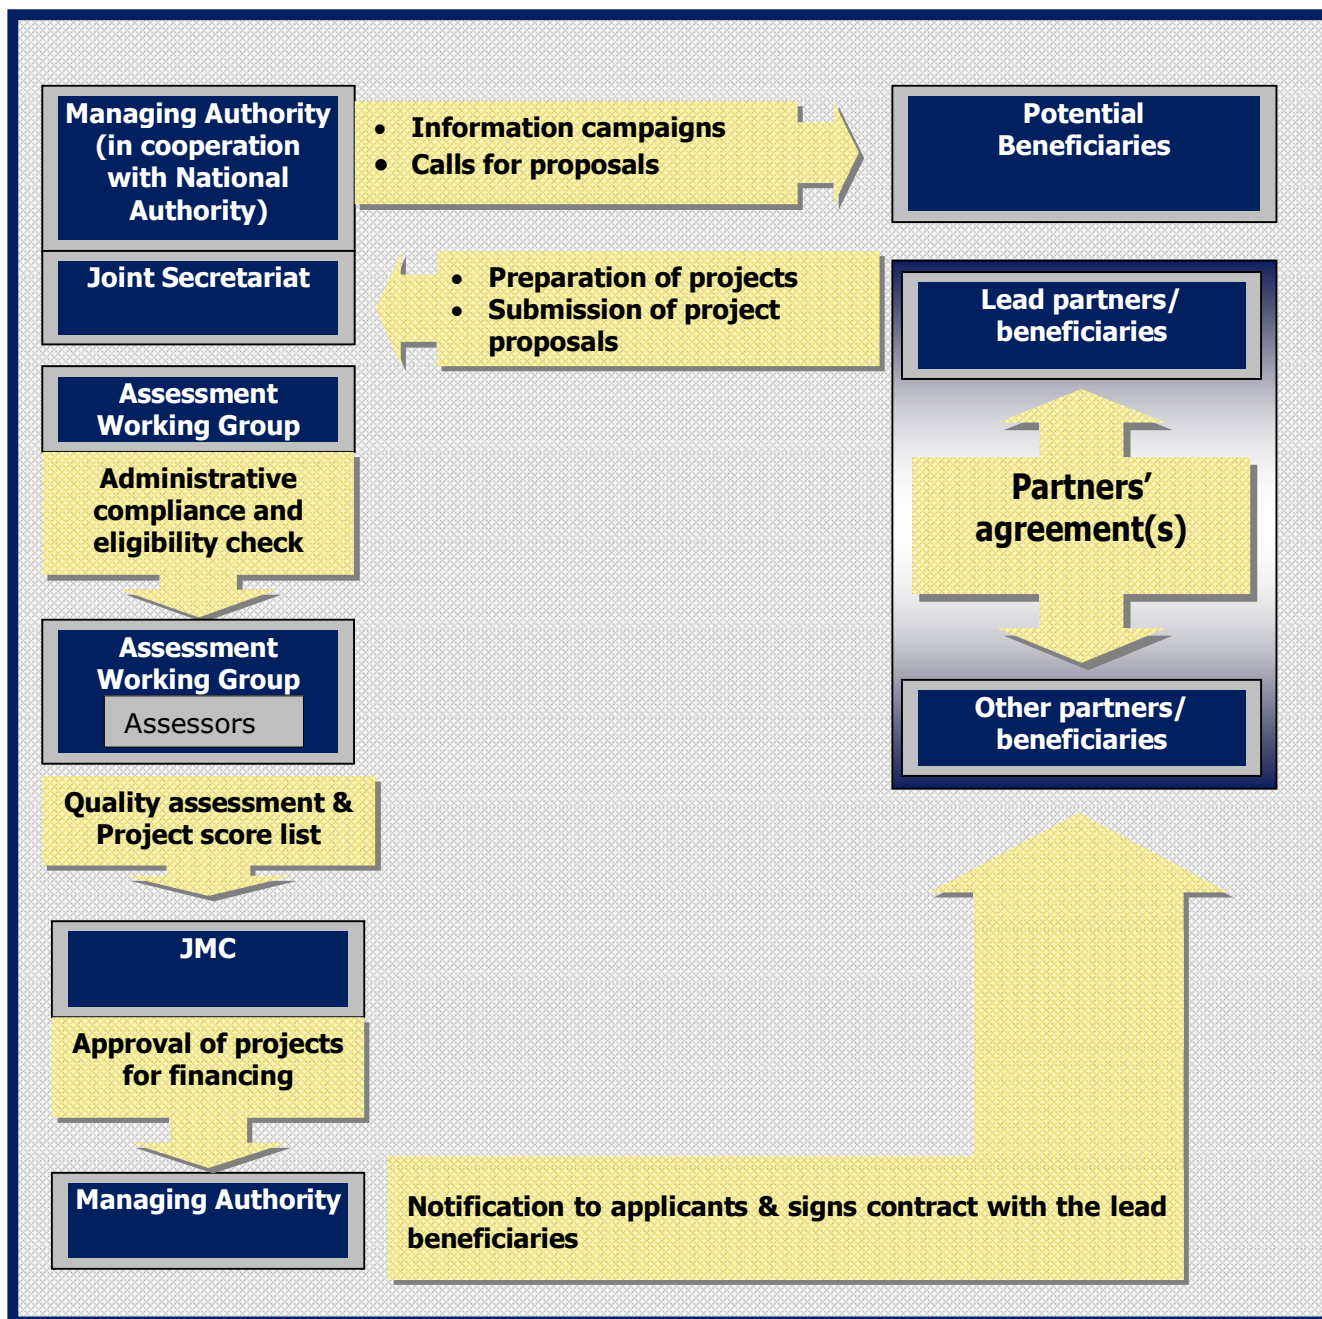 Managing Authority
(in cooperation
with National
Authority)
• Information campaigns
• Calls for proposals
Potential
Beneficiaries
Joint Secretariat
• Preparation of projects
• Submission of project
proposals
Lead partners/
beneficiaries
Assessment
Working Group
Administrative
compliance and
eligibility check
Partners’
agreement(s)
Assessment
Working Group
Assessors
Other partners/
beneficiaries
Quality assessment &
Project score list
JMC
Approval of projects
for financing
Managing Authority
Notification to applicants & signs contract with the lead
beneficiaries